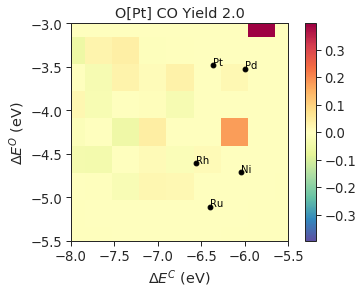 O[Pt] CO Yield 2.0
−3.0
−3.5
−4.0
−4.5
−5.0
−5.5
ΔE^O (eV)
Pt
Pd
Rh
Ni
Ru
−8.0 −7.5 −7.0 −6.5 −6.0 −5.5
ΔE^C (eV)
0.3
0.2
0.1
0.0
−0.1
−0.2
−0.3